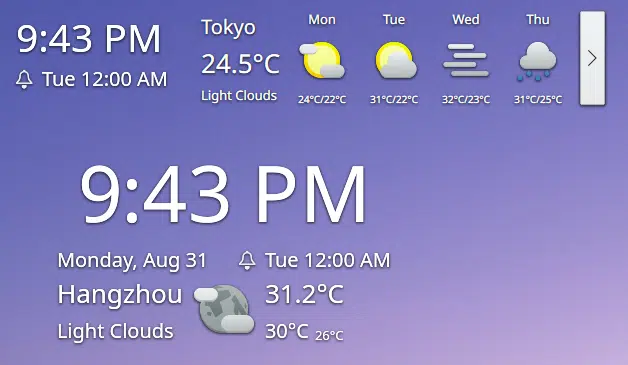 9:43 PM
Tue 12:00 AM
Tokyo
24.5°C
Light Clouds
Mon Tue Wed Thu
24°C/22°C 31°C/22°C 32°C/23°C 31°C/25°C
9:43 PM
Monday, Aug 31 Tue 12:00 AM
Hangzhou 31.2°C
Light Clouds 30°C 26°C